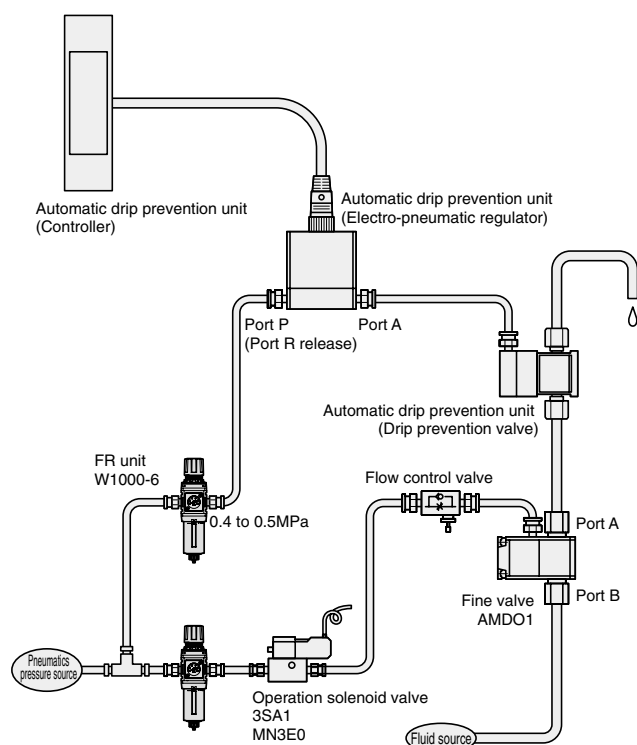 Automatic drip prevention unit
(Controller)
Automatic drip prevention unit
(Electro-pneumatic regulator)
Port P
(Port R release)
Port A
Automatic drip prevention unit
(Drip prevention valve)
FR unit
W1000-6
0.4 to 0.5MPa
Flow control valve
Port A
Port B
Fine valve
AMDO1
Pneumatics
pressure source
Operation solenoid valve
3SA1
MN3E0
Fluid source